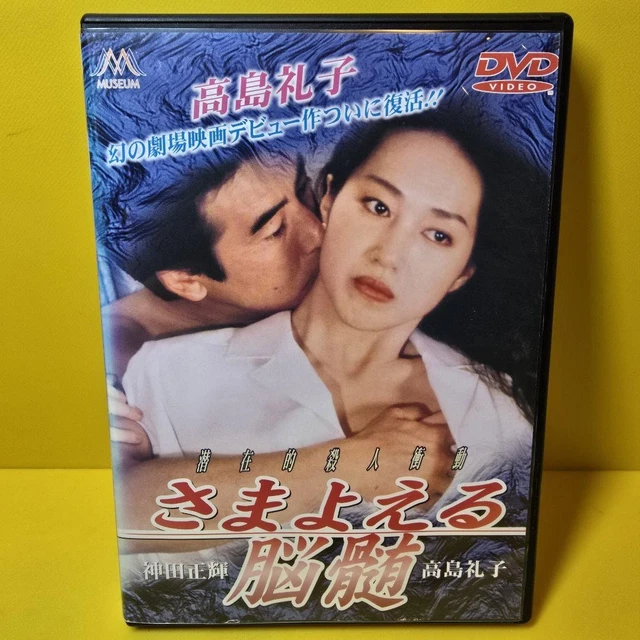 MUSEUM
DVD
VIDEO
高島礼子
幻の劇場映画デビュー作ついに復活!!
潜在的殺人衝動
さまよえる
脳髄
神田正輝
高島礼子